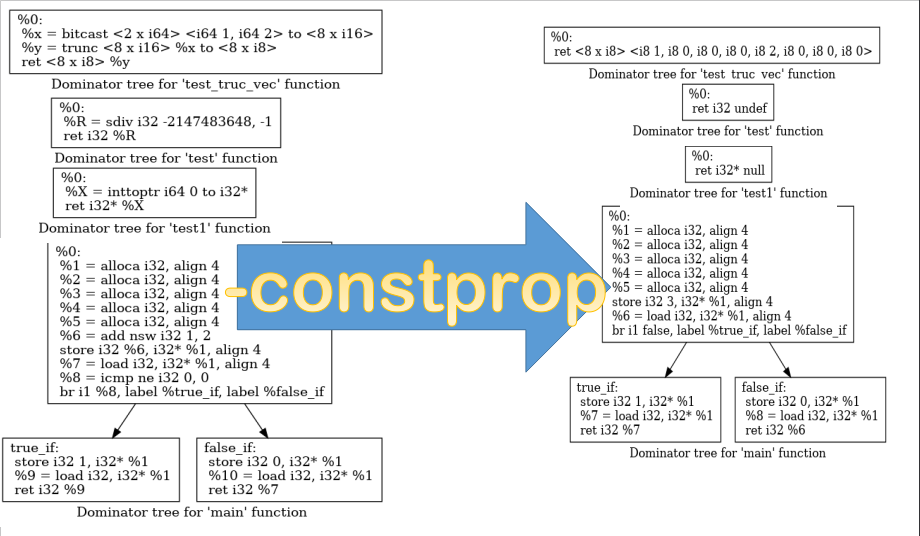 %0:
%x = bitcast <2 x i64> <i64 1, i64 2> to <8 x i16>
%y = trunc <8 x i16> %x to <8 x i8>
ret <8 x i8> %y
Dominator tree for 'test_truc_vec' function
%0:
%R = sdiv i32 -2147483648, -1
ret i32 %R
Dominator tree for 'test' function
%0:
%X = inttoptr i64 0 to i32*
ret i32* %X
Dominator tree for 'test1' function
%0:
%1 = alloca i32, align 4
%2 = alloca i32, align 4
%3 = alloca i32, align 4
%4 = alloca i32, align 4
%5 = alloca i32, align 4
%6 = add nsw i32 1, 2
store i32 %6, i32* %1, align 4
%7 = load i32, i32* %1, align 4
%8 = icmp ne i32 0, 0
br i1 %8, label %true_if, label %false_if
true_if:
store i32 1, i32* %1
%9 = load i32, i32* %1
ret i32 %9
false_if:
store i32 0, i32* %1
%10 = load i32, i32* %1
ret i32 %7
Dominator tree for 'main' function
-constprop
%0:
ret <8 x i8> <i8 1, i8 0, i8 0, i8 0, i8 2, i8 0, i8 0, i8 0>
Dominator tree for 'test_truc_vec' function
%0:
ret i32 undef
Dominator tree for 'test' function
%0:
ret i32* null
Dominator tree for 'test1' function
%0:
%1 = alloca i32, align 4
%2 = alloca i32, align 4
%3 = alloca i32, align 4
%4 = alloca i32, align 4
%5 = alloca i32, align 4
store i32 3, i32* %1, align 4
%6 = load i32, i32* %1, align 4
br i1 false, label %true_if, label %false_if
true_if:
store i32 1, i32* %1
%7 = load i32, i32* %1
ret i32 %7
false_if:
store i32 0, i32* %1
%8 = load i32, i32* %1
ret i32 %6
Dominator tree for 'main' function